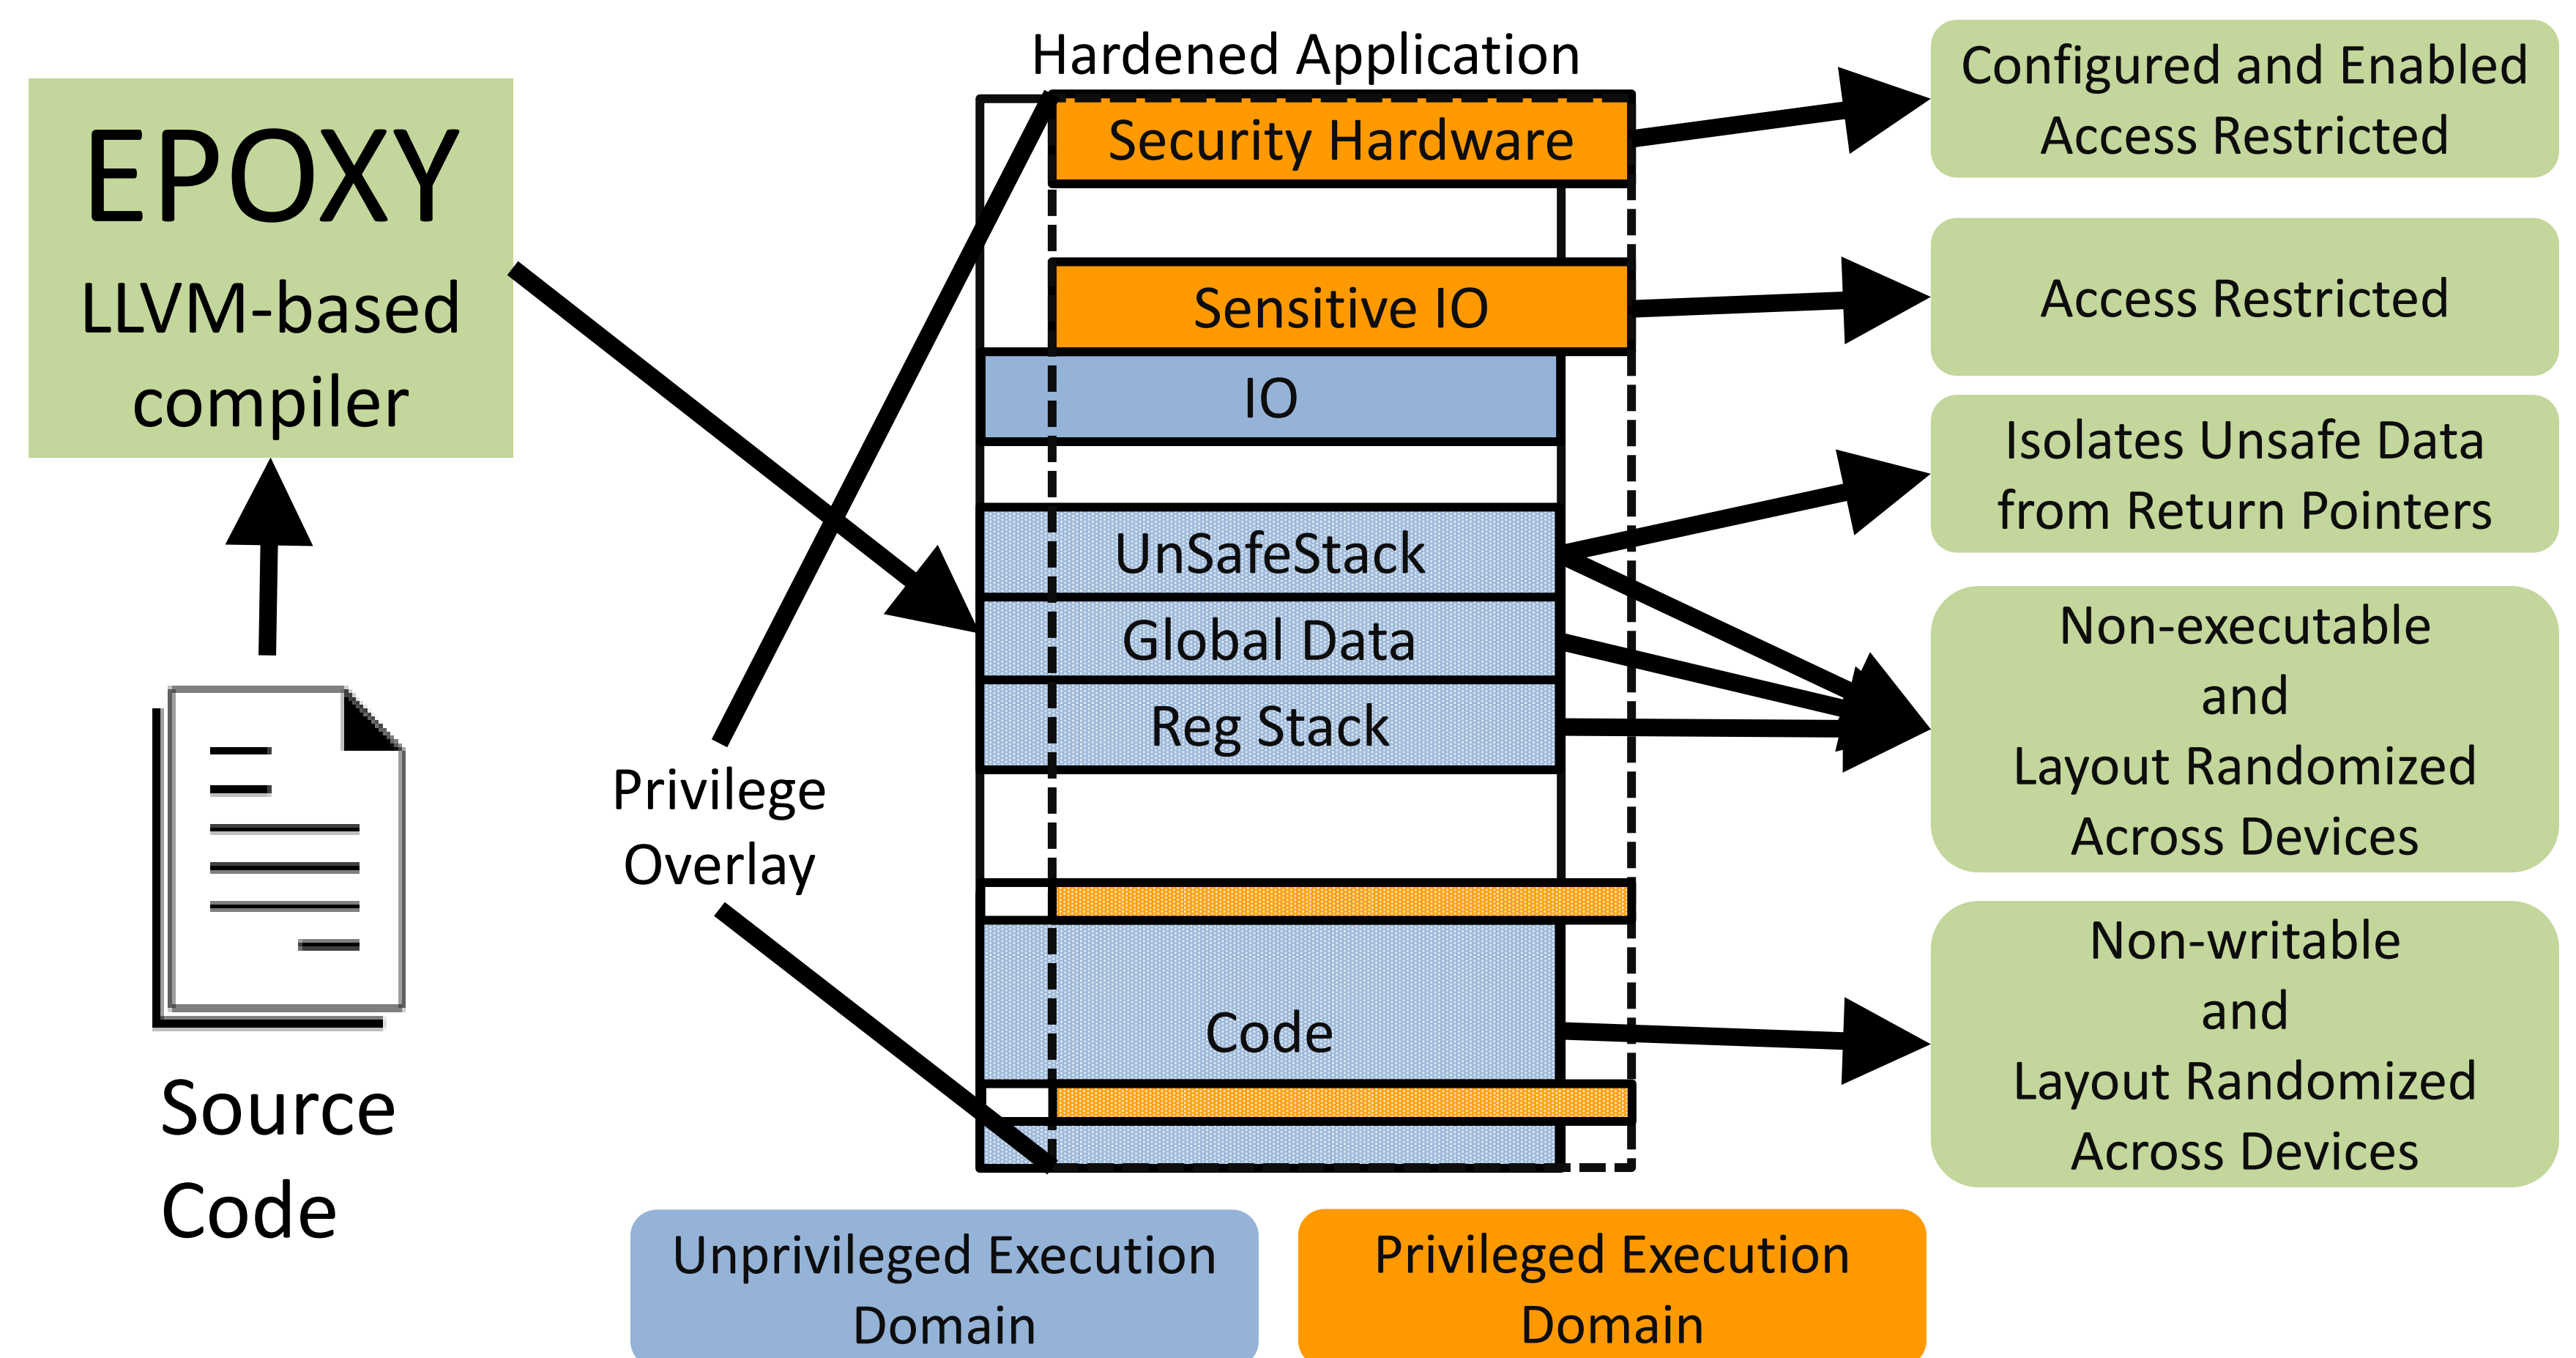 EPOXY
LLVM-based
compiler
Source
Code
Privilege
Overlay
Hardened Application
Security Hardware
Sensitive IO
IO
UnSafeStack
Global Data
Reg Stack
Code
Configured and Enabled
Access Restricted
Access Restricted
Isolates Unsafe Data
from Return Pointers
Non-executable
and
Layout Randomized
Across Devices
Non-writable
and
Layout Randomized
Across Devices
Unprivileged Execution
Domain
Privileged Execution
Domain